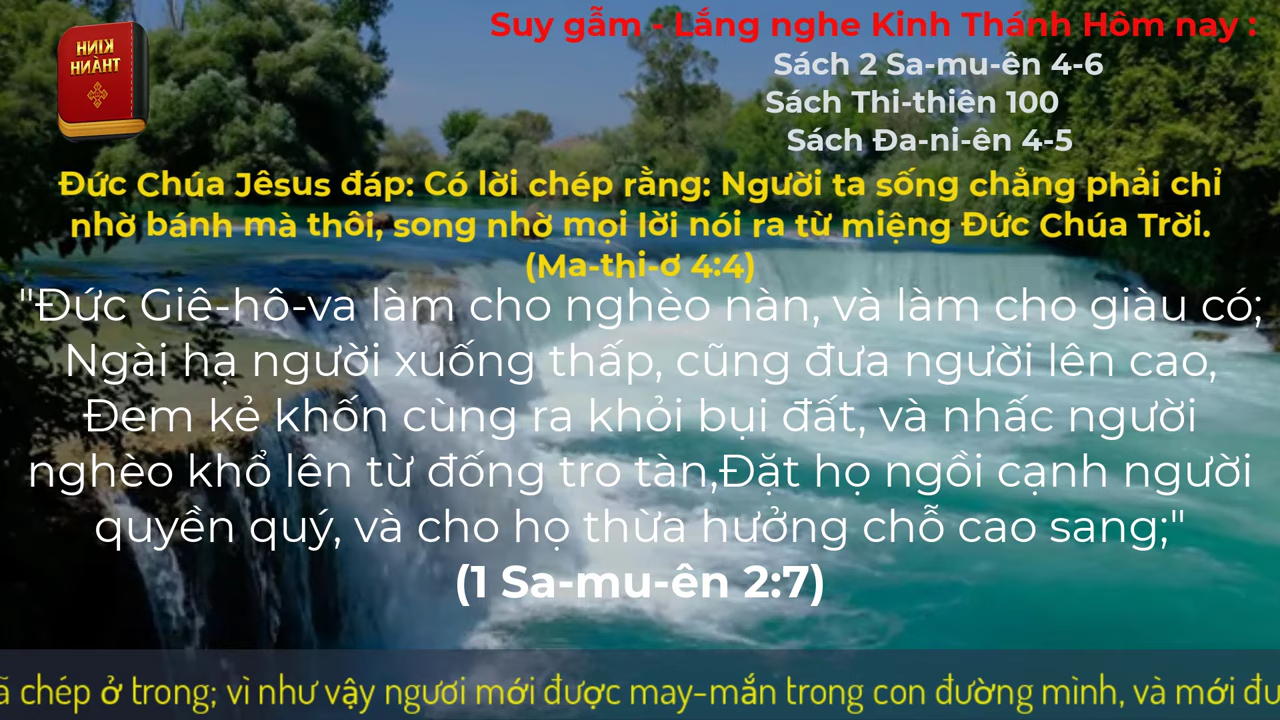 Suy gẫm - Lắng nghe Kinh Thánh Hôm nay :
Sách 2 Sa-mu-ên 4-6
Sách Thi-thiên 100
Sách Đa-ni-ên 4-5
KINH
THÁNH
Đức Chúa Jêsus đáp: Có lời chép rằng: Người ta sống chẳng phải chỉ
nhờ bánh mà thôi, song nhờ mọi lời nói ra từ miệng Đức Chúa Trời.
(Ma-thi-ơ 4:4)
"Đức Giê-hô-va làm cho nghèo nàn, và làm cho giàu có;
Ngài hạ người xuống thấp, cũng đưa người lên cao,
Đem kẻ khốn cùng ra khỏi bụi đất, và nhấc người
nghèo khổ lên từ đống tro tàn,Đặt họ ngồi cạnh người
quyền quý, và cho họ thừa hưởng chỗ cao sang;"
(1 Sa-mu-ên 2:7)
chép ở trong; vì như vậy ngươi mới được may-mắn trong con đường mình, và mới